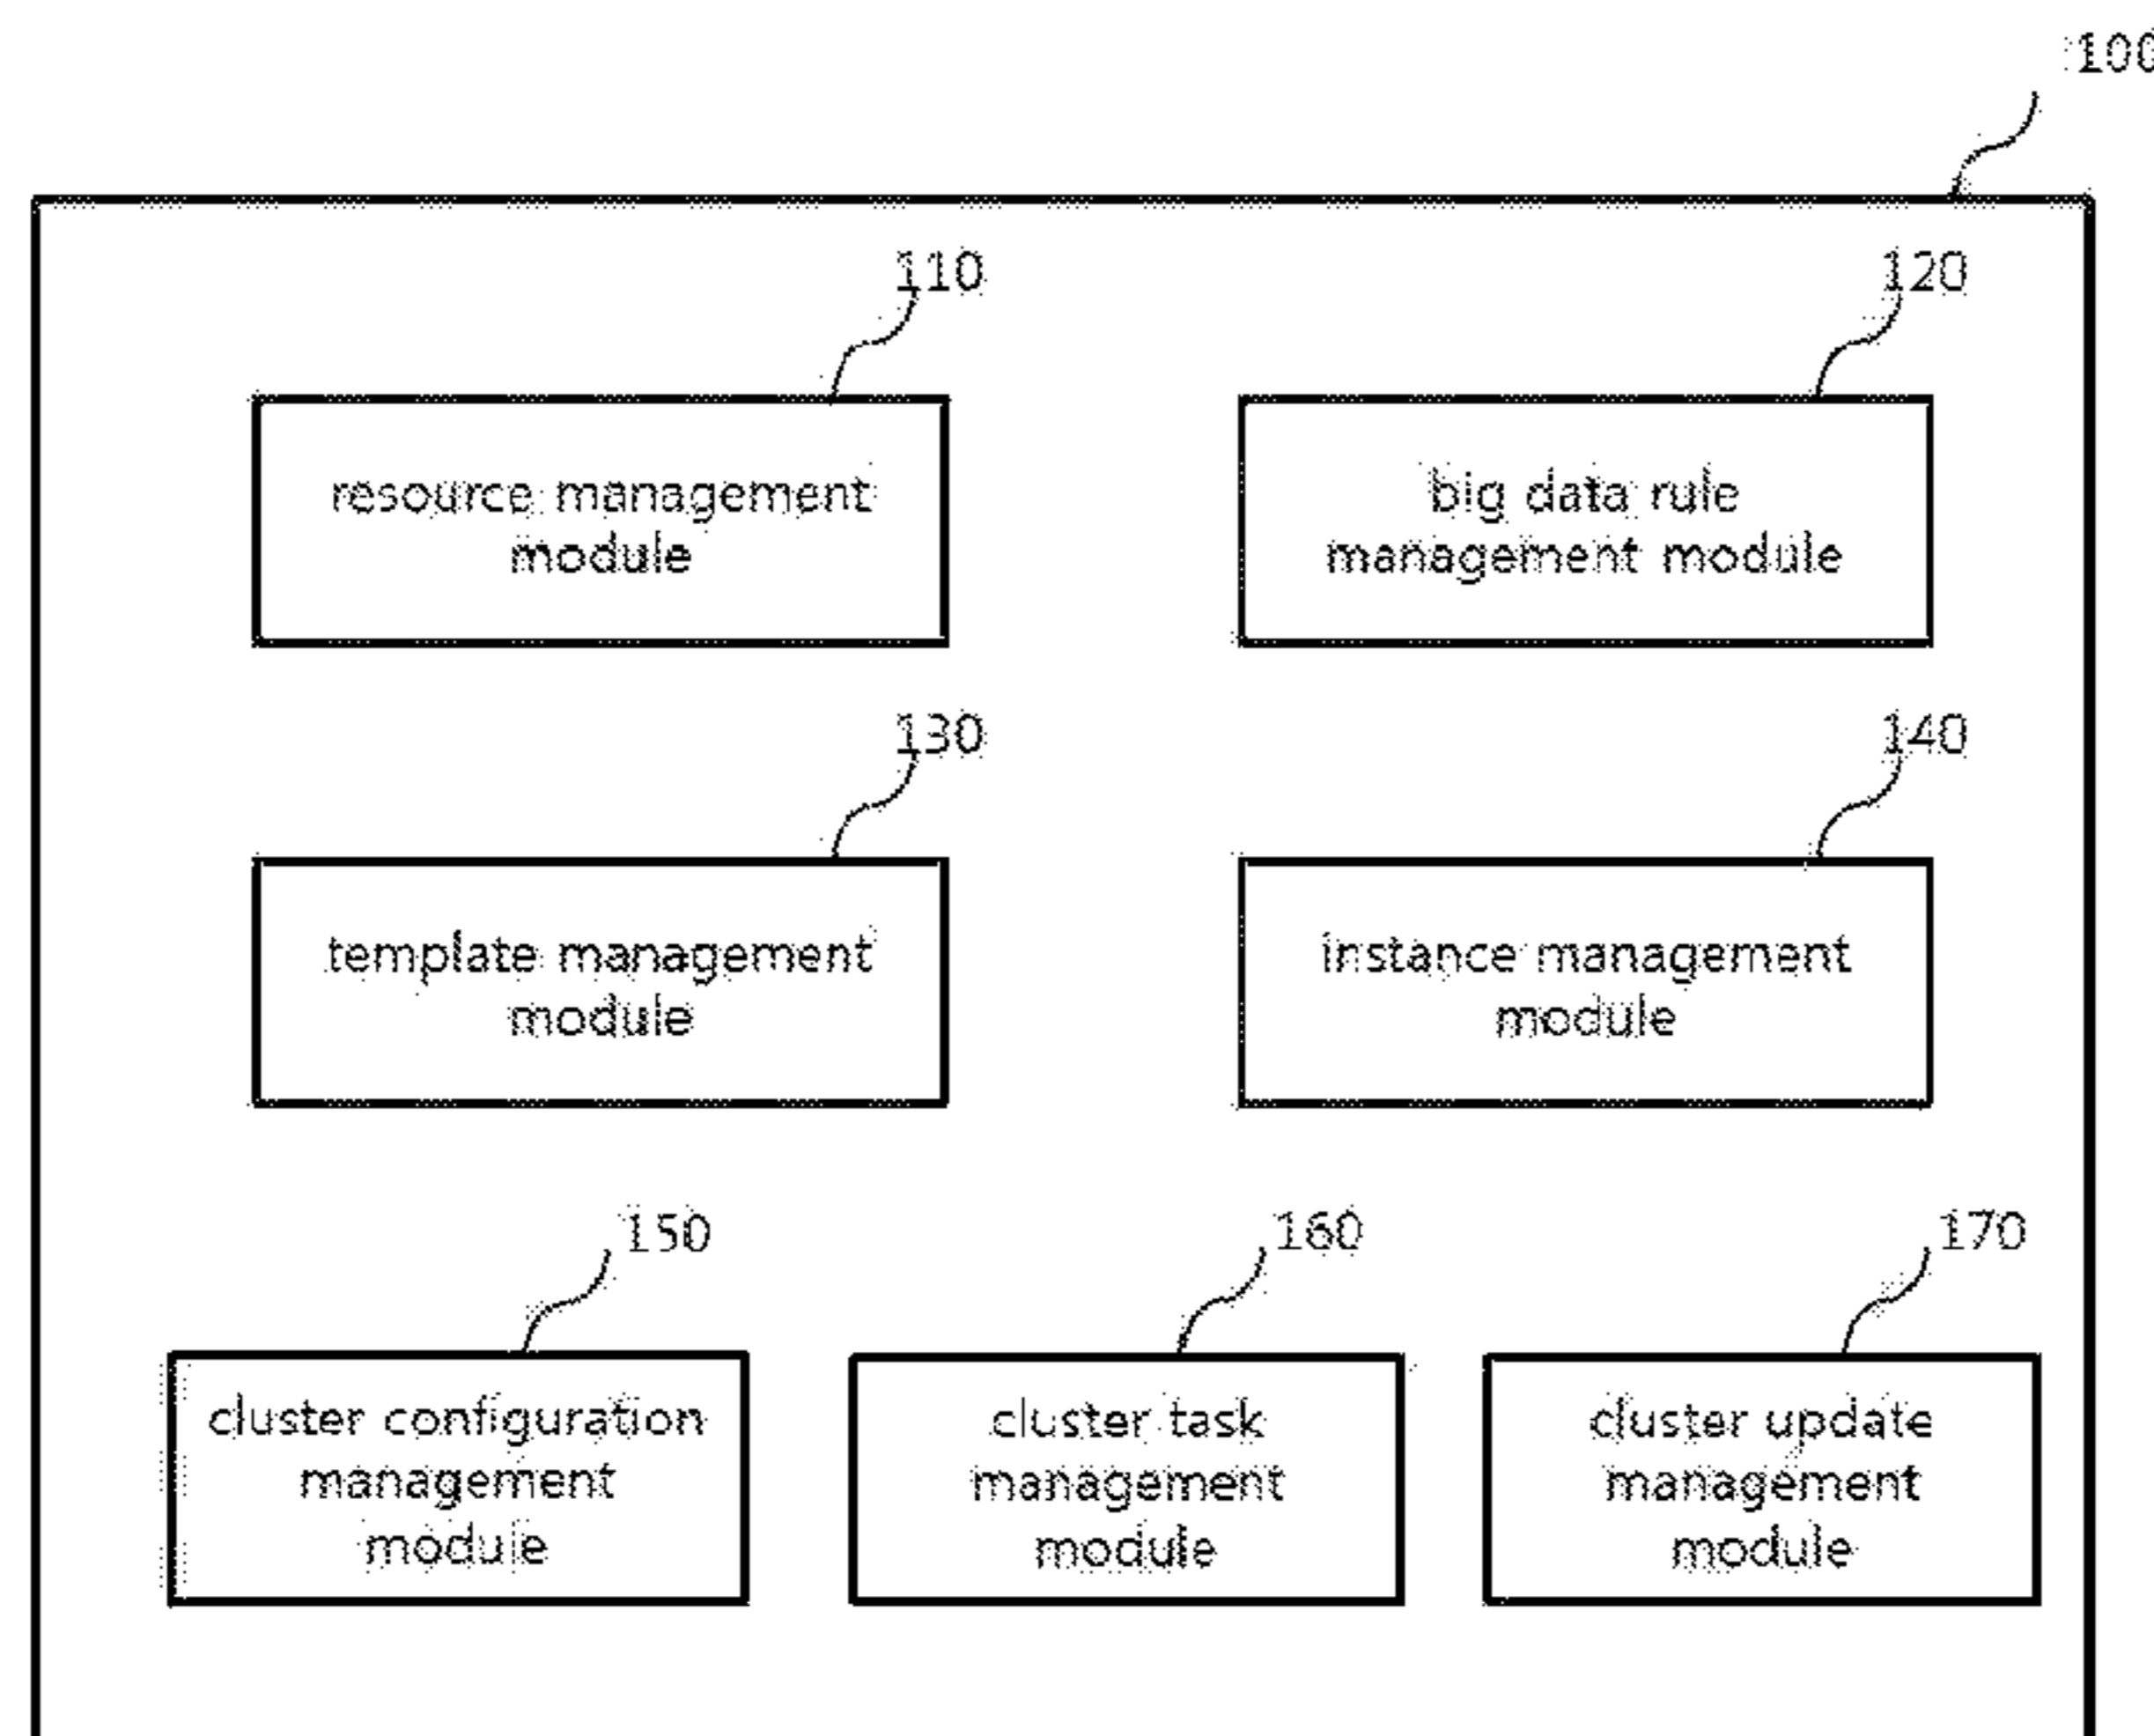 100
110
120
resource management
module
big data rule
management module
130
140
template management
module
instance management
module
150
160
170
cluster configuration
management
module
cluster task
management
module
cluster update
management
module